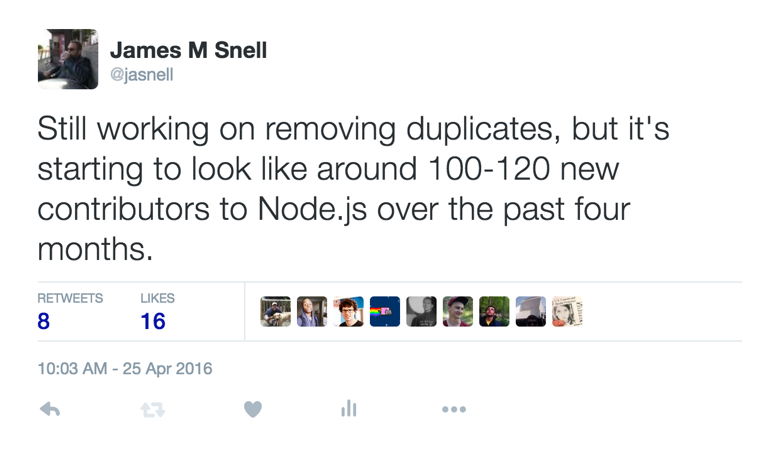 James M Snell
@jasnell
Still working on removing duplicates, but it's
starting to look like around 100-120 new
contributors to Node.js over the past four
months.
RETWEETS LIKES
8 16
10:03 AM - 25 Apr 2016